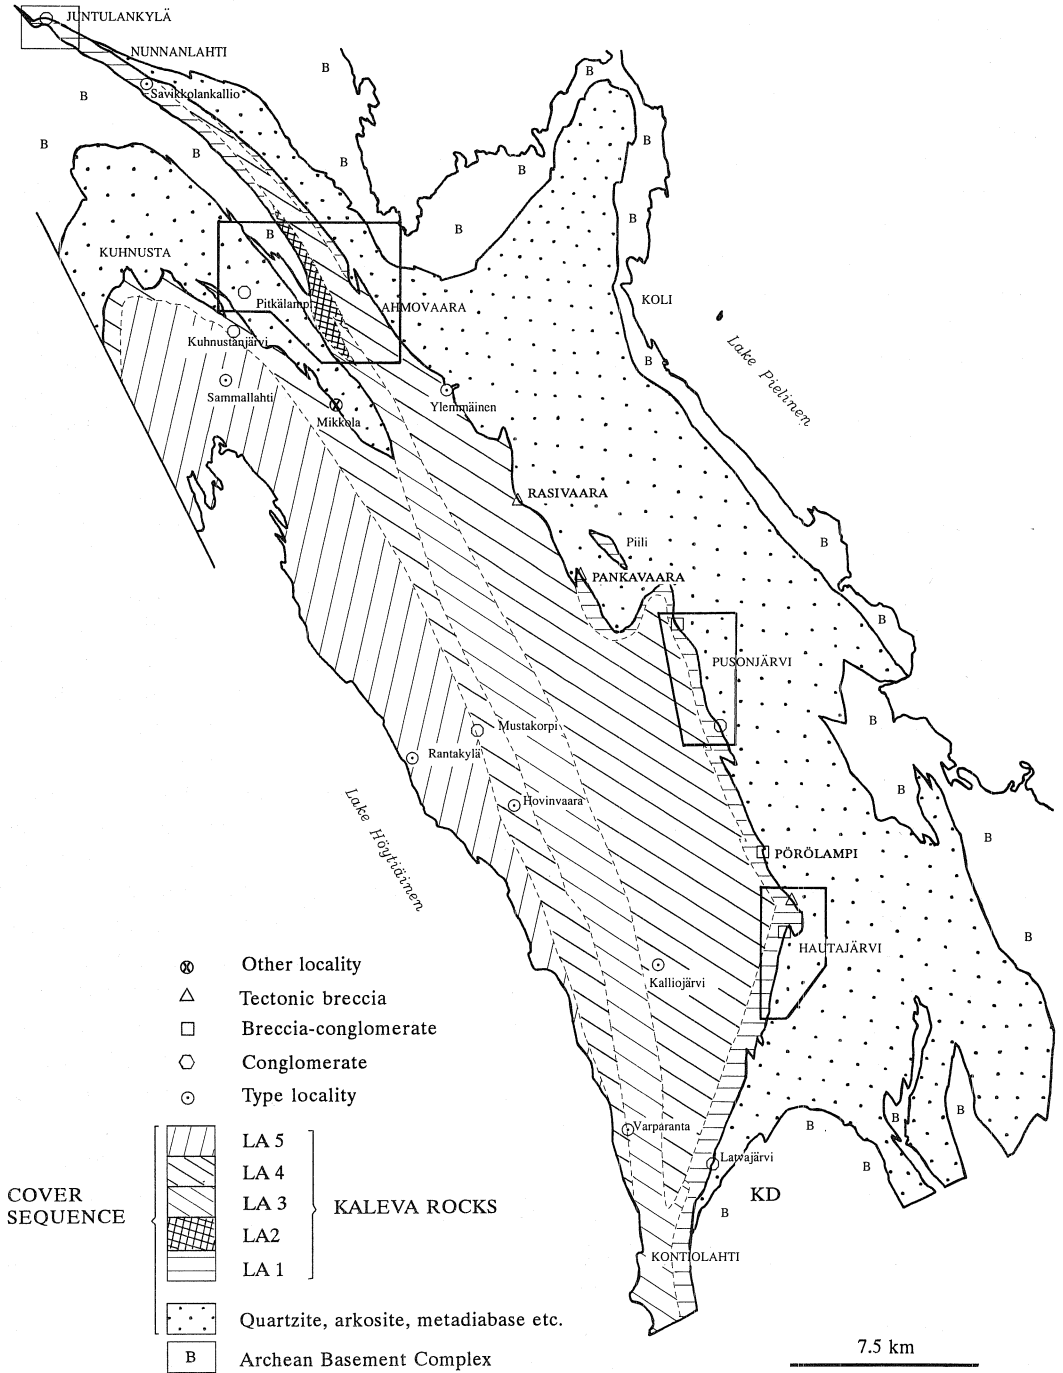 JUNTULANKYLÄ
NUNNANLAHTI
B
Savikkolankallio
B
B
B
B
B
B
B
B
B
B
B
KUHNUSTA
KOLI
Pitkälampi
AHMOVAARA
Kuhnustanjärvi
Lake Pielinen
B
Sammallahti
Ylemmäinen
Mikkola
RASIVAARA
Piili
B
PANKAVAARA
B
PUSONJÄRVI
B
Mustakorpi
Rantakylä
B
Hovinvaara
Lake Höytiäinen
B
PÖRÖLAMPI
B
HAUTAJÄRVI
Kalliojärvi
Other locality
Tectonic breccia
Breccia-conglomerate
Conglomerate
Type locality
B
B
B
Varparanta
B
Latvajärvi
KD
B
KONTIOLAHTI
COVER
SEQUENCE
LA 5
LA 4
LA 3
LA2
LA 1
KALEVA ROCKS
Quartzite, arkosite, metadiabase etc.
B
Archean Basement Complex
7.5 km